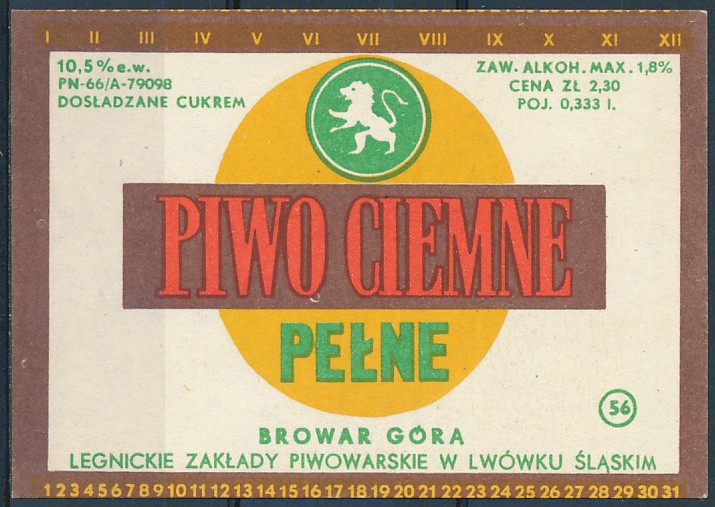 I II III IV V VI VII VIII IX X XI XII
10,5% e.w.
PN-66/A-79098
DOSŁADZANE CUKREM
ZAW. ALKOH. MAX. 1,8%
CENA ZŁ 2,30
POJ. 0,333 l.
PIWO CIEMNE
PEŁNE
56
BROWAR GÓRA
LEGNICKIE ZAKŁADY PIWOWARSKIE W LWÓWKU ŚLĄSKIM
1 2 3 4 5 6 7 8 9 10 11 12 13 14 15 16 17 18 19 20 21 22 23 24 25 26 27 28 29 30 31